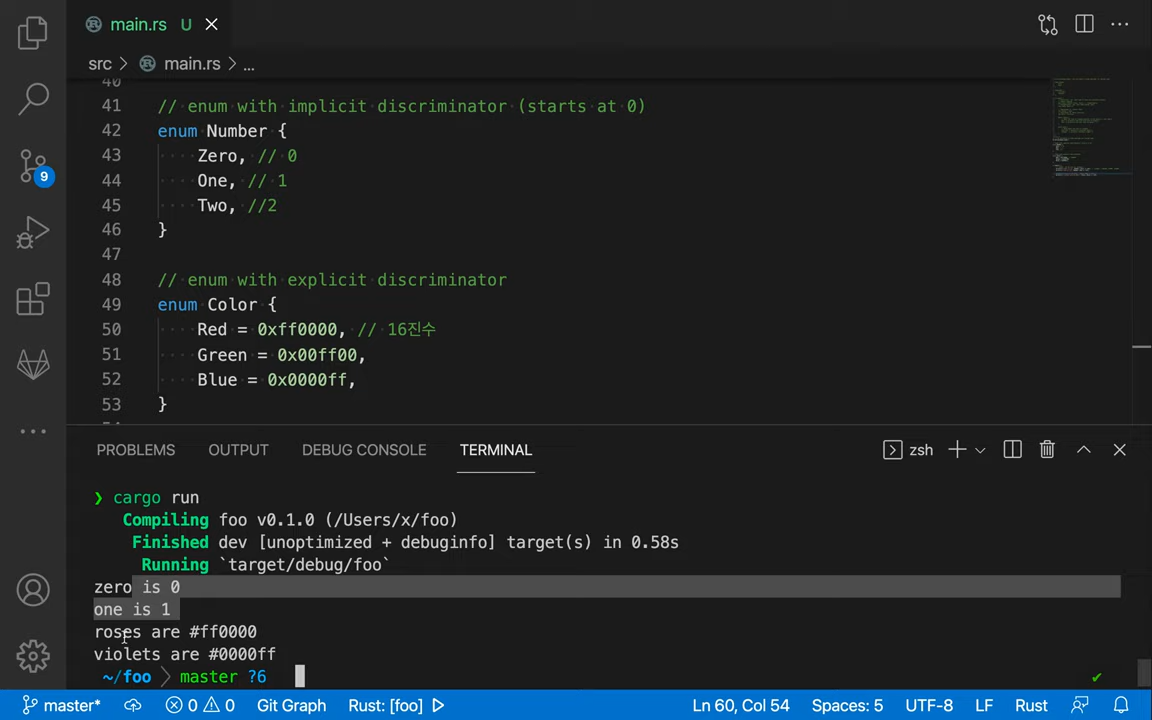 main.rs U
src > main.rs > ...
40
41 // enum with implicit discriminator (starts at 0)
42 enum Number {
43 Zero, // 0
44 One, // 1
45 Two, //2
46 }
47
48 // enum with explicit discriminator
49 enum Color {
50 Red = 0xff0000, // 16진수
51 Green = 0x00ff00,
52 Blue = 0x0000ff,
53 }
9
PROBLEMS OUTPUT DEBUG CONSOLE TERMINAL zsh
❯ cargo run
Compiling foo v0.1.0 (/Users/x/foo)
Finished dev [unoptimized + debuginfo] target(s) in 0.58s
Running `target/debug/foo`
zero is 0
one is 1
roses are #ff0000
violets are #0000ff
~/foo master ?6 ✔
master* 0 0 Git Graph Rust: [foo] Ln 60, Col 54 Spaces: 5 UTF-8 LF Rust